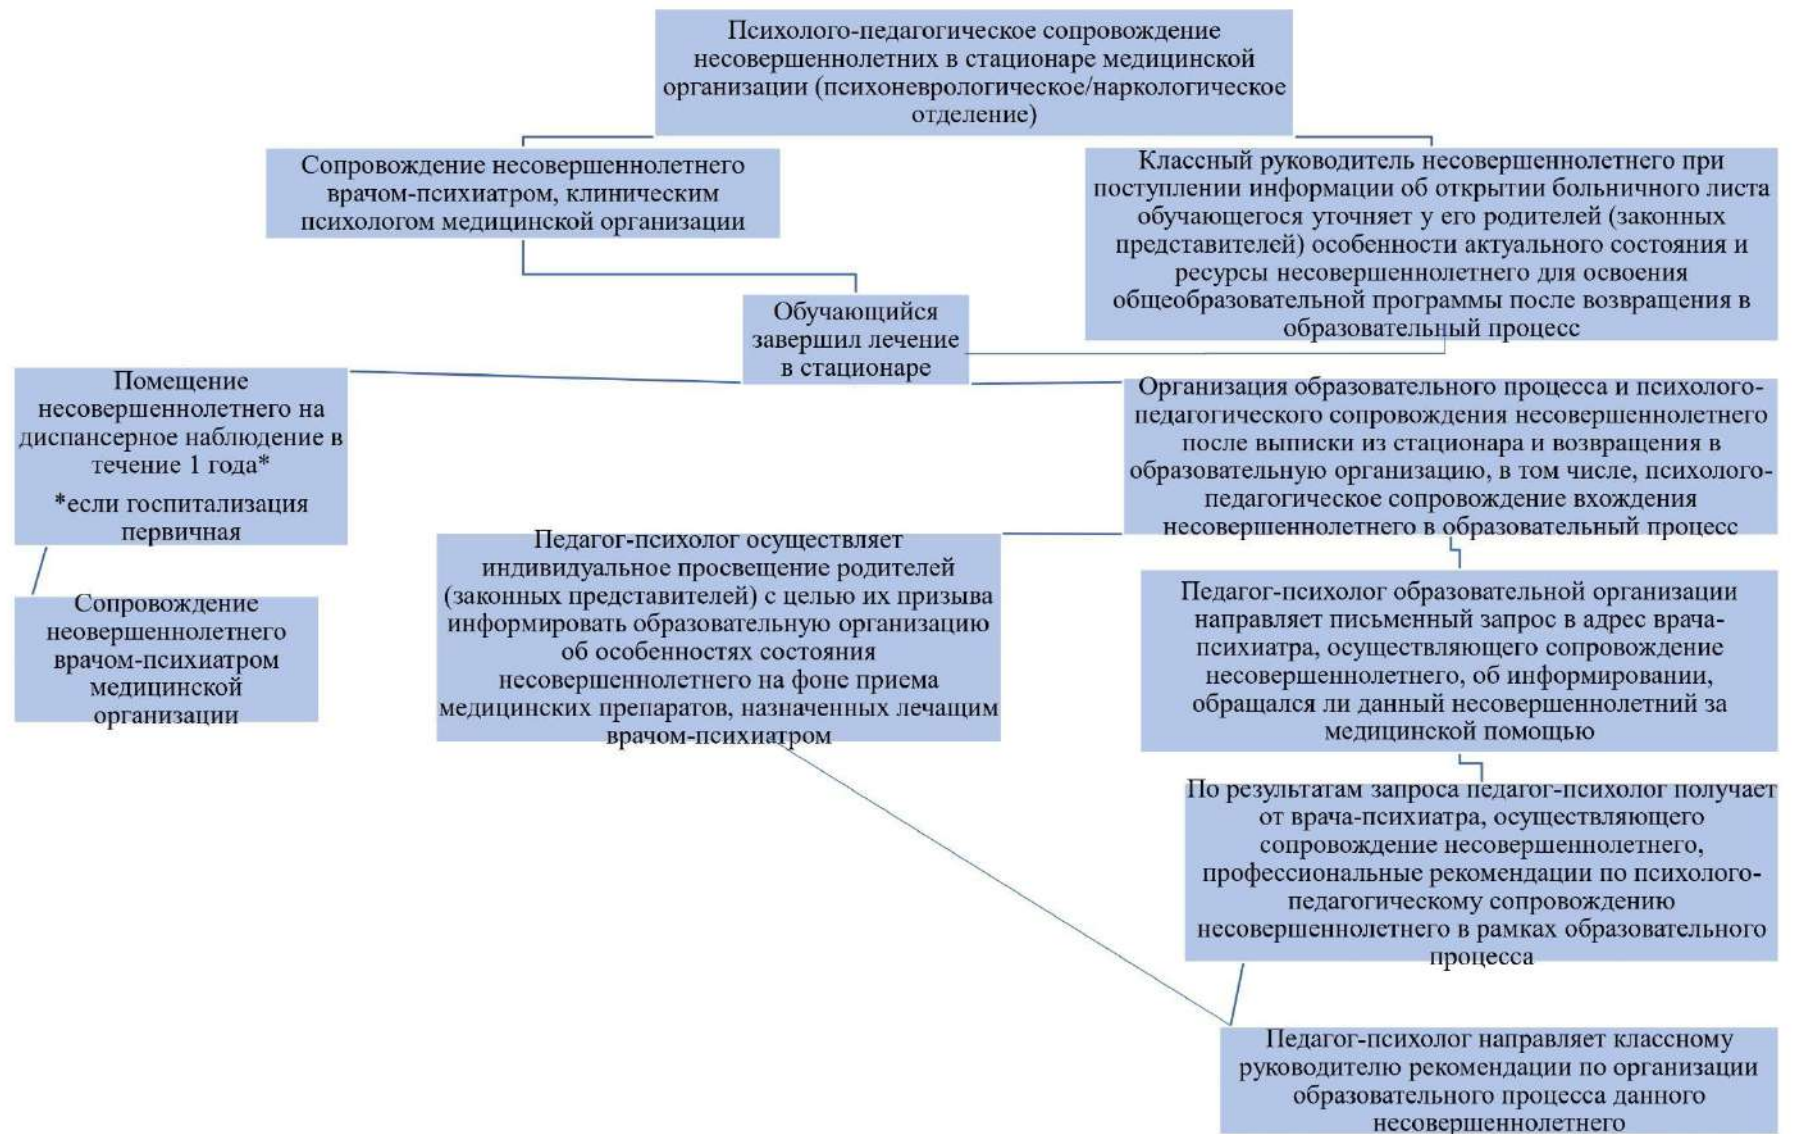 Психолого-педагогическое сопровождение
несовершеннолетних в стационаре медицинской
организации (психоневрологическое/наркологическое
отделение)
Сопровождение несовершеннолетнего
врачом-психиатром, клиническим
психологом медицинской организации
Классный руководитель несовершеннолетнего при
поступлении информации об открытии больничного листа
обучающегося уточняет у его родителей (законных
представителей) особенности актуального состояния и
ресурсы несовершеннолетнего для освоения
общеобразовательной программы после возвращения в
образовательный процесс
Обучающийся
завершил лечение
в стационаре
Помещение
несовершеннолетнего на
диспансерное наблюдение в
течение 1 года*
*если госпитализация
первичная
Организация образовательного процесса и психолого-
педагогического сопровождения несовершеннолетнего
после выписки из стационара и возвращения в
образовательную организацию, в том числе, психолого-
педагогическое сопровождение вхождения
несовершеннолетнего в образовательный процесс
Сопровождение
неовершеннолетнего
врачом-психиатром
медицинской
организации
Педагог-психолог осуществляет
индивидуальное просвещение родителей
(законных представителей) с целью их призыва
информировать образовательную организацию
об особенностях состояния
несовершеннолетнего на фоне приема
медицинских препаратов, назначенных лечащим
врачом-психиатром
Педагог-психолог образовательной организации
направляет письменный запрос в адрес врача-
психиатра, осуществляющего сопровождение
несовершеннолетнего, об информировании,
обращался ли данный несовершеннолетний за
медицинской помощью
По результатам запроса педагог-психолог получает
от врача-психиатра, осуществляющего
сопровождение несовершеннолетнего,
профессиональные рекомендации по психолого-
педагогическому сопровождению
несовершеннолетнего в рамках образовательного
процесса
Педагог-психолог направляет классному
руководителю рекомендации по организации
образовательного процесса данного
несовершеннолетнего